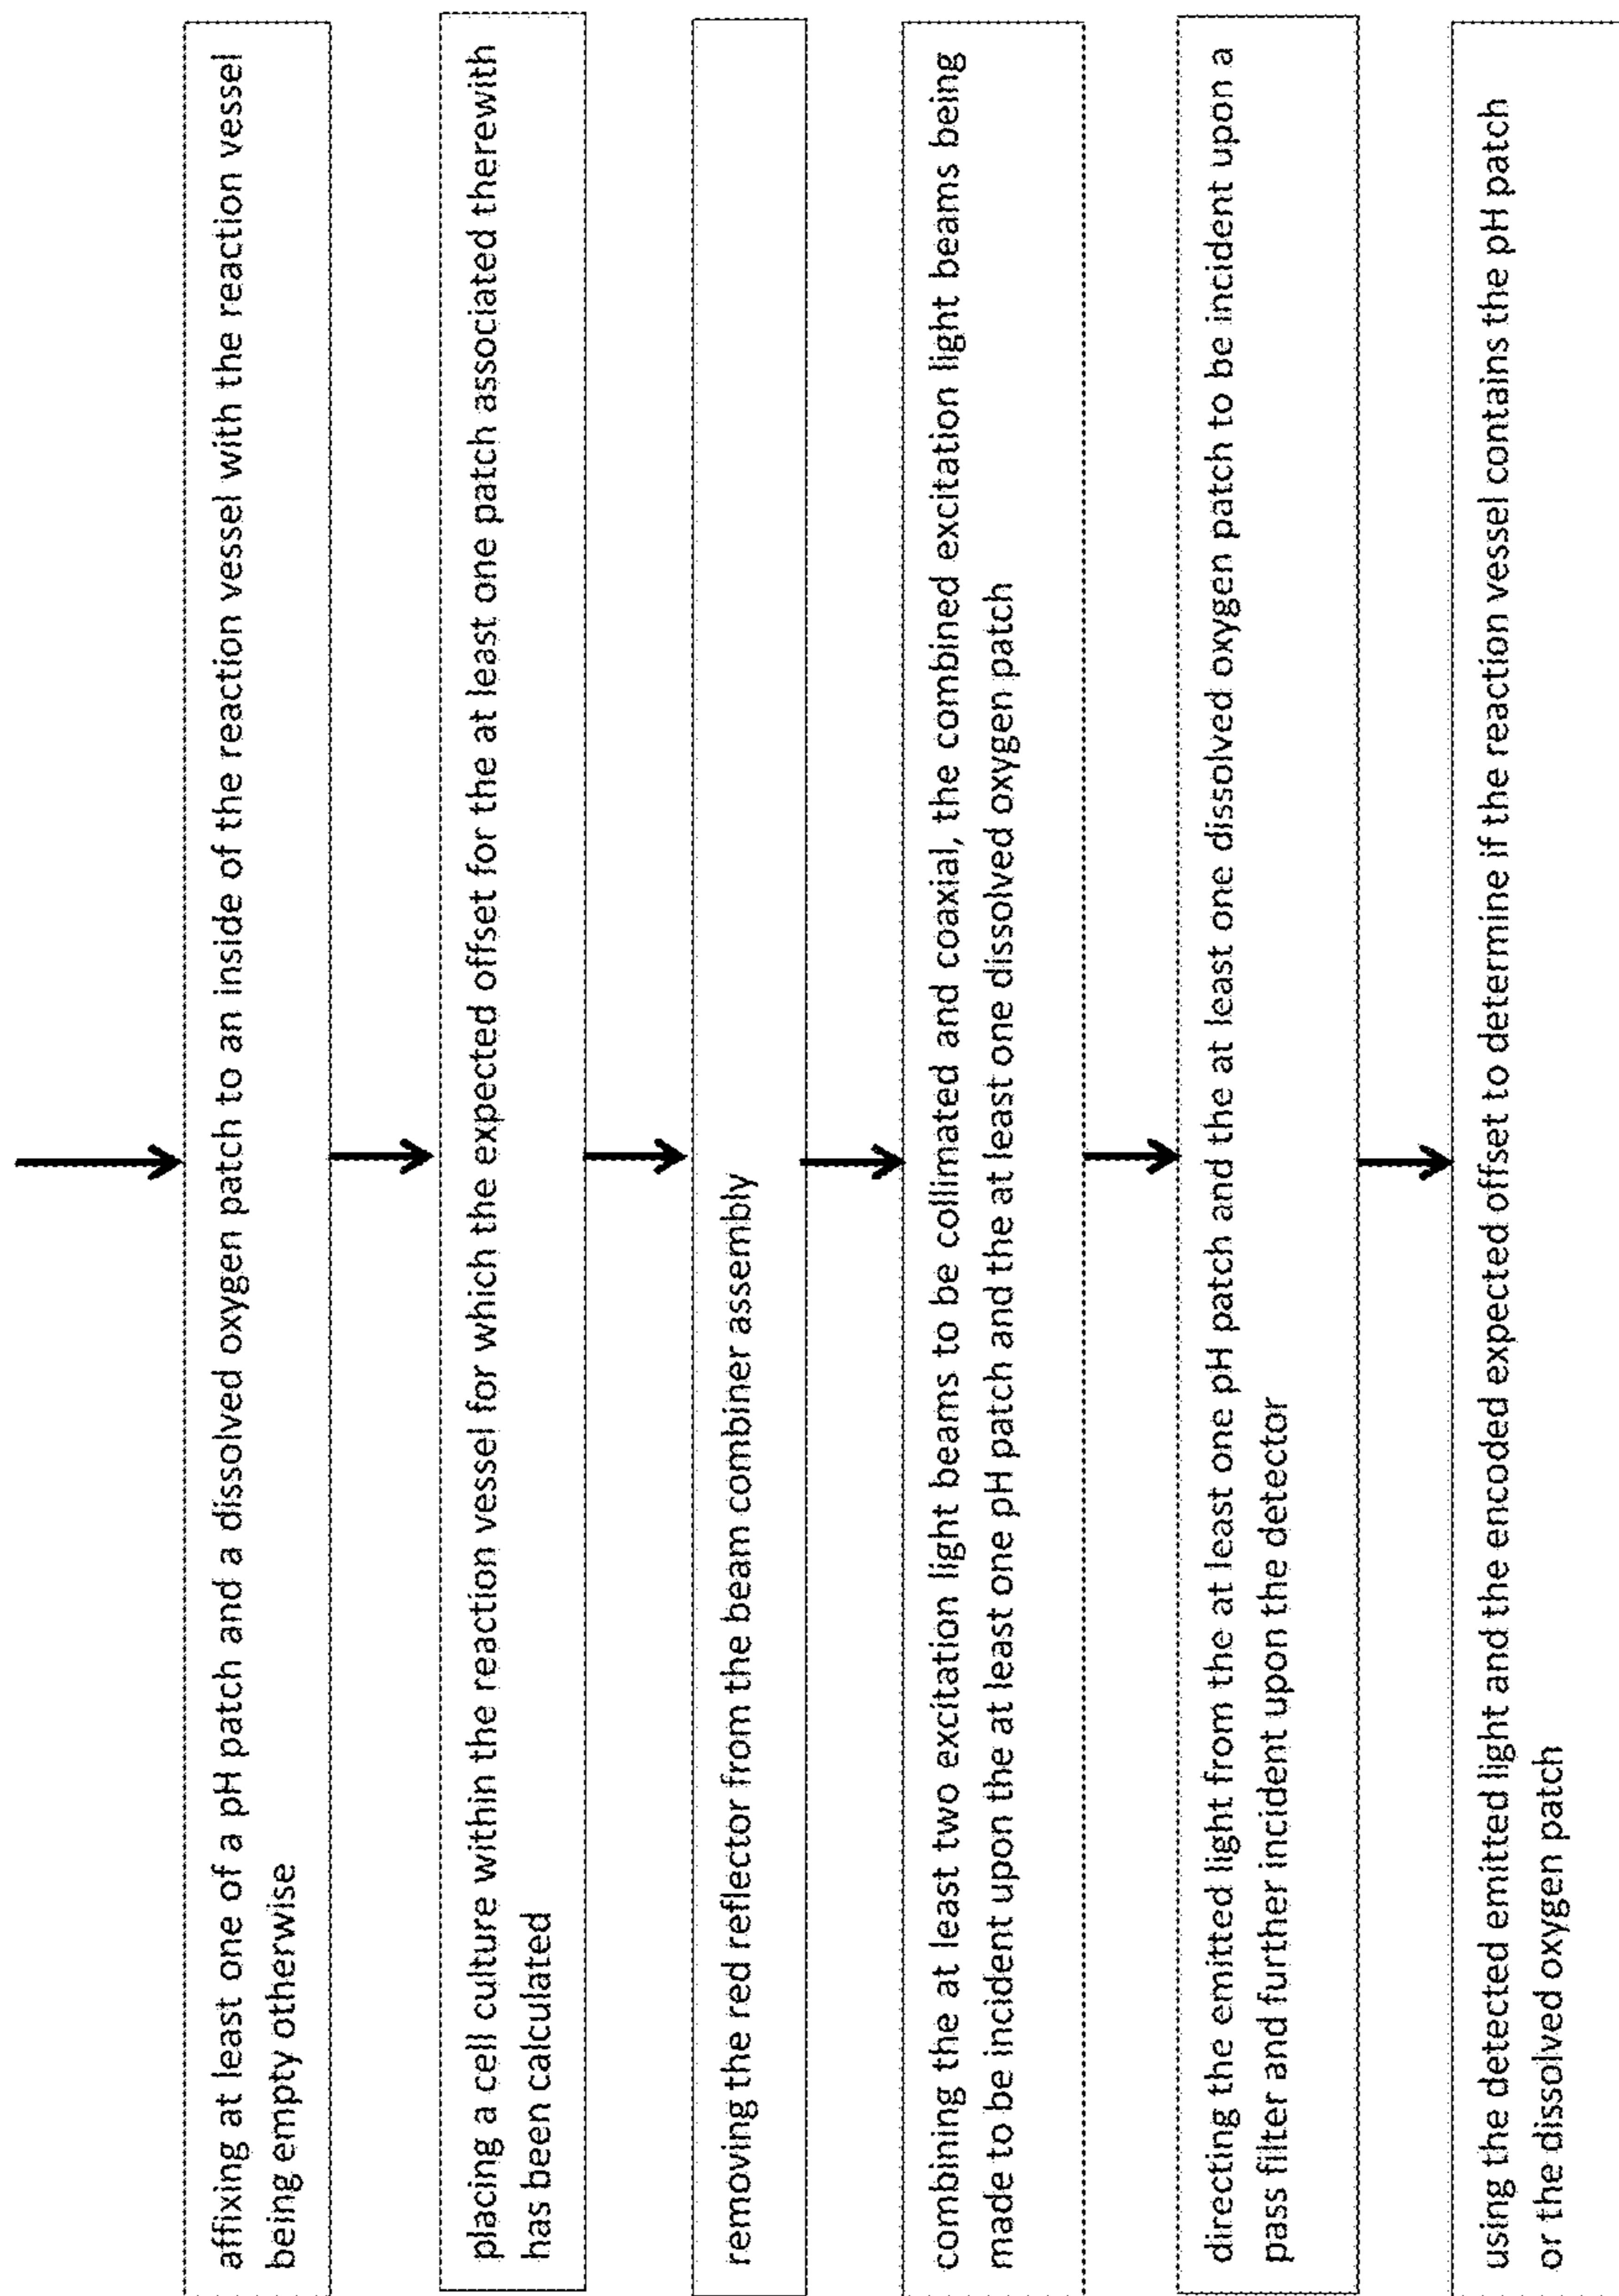 affixing at least one of a pH patch and a dissolved oxygen patch to an inside of the reaction vessel with the reaction vessel
being empty otherwise
placing a cell culture within the reaction vessel for which the expected offset for the at least one patch associated therewith
has been calculated
removing the red reflector from the beam combiner assembly
combining the at least two excitation light beams to be collimated and coaxial, the combined excitation light beams being
made to be incident upon the at least one pH patch and the at least one dissolved oxygen patch
directing the emitted light from the at least one pH patch and the at least one dissolved oxygen patch to be incident upon a
pass filter and further incident upon the detector
using the detected emitted light and the encoded expected offset to determine if the reaction vessel contains the pH patch
or the dissolved oxygen patch